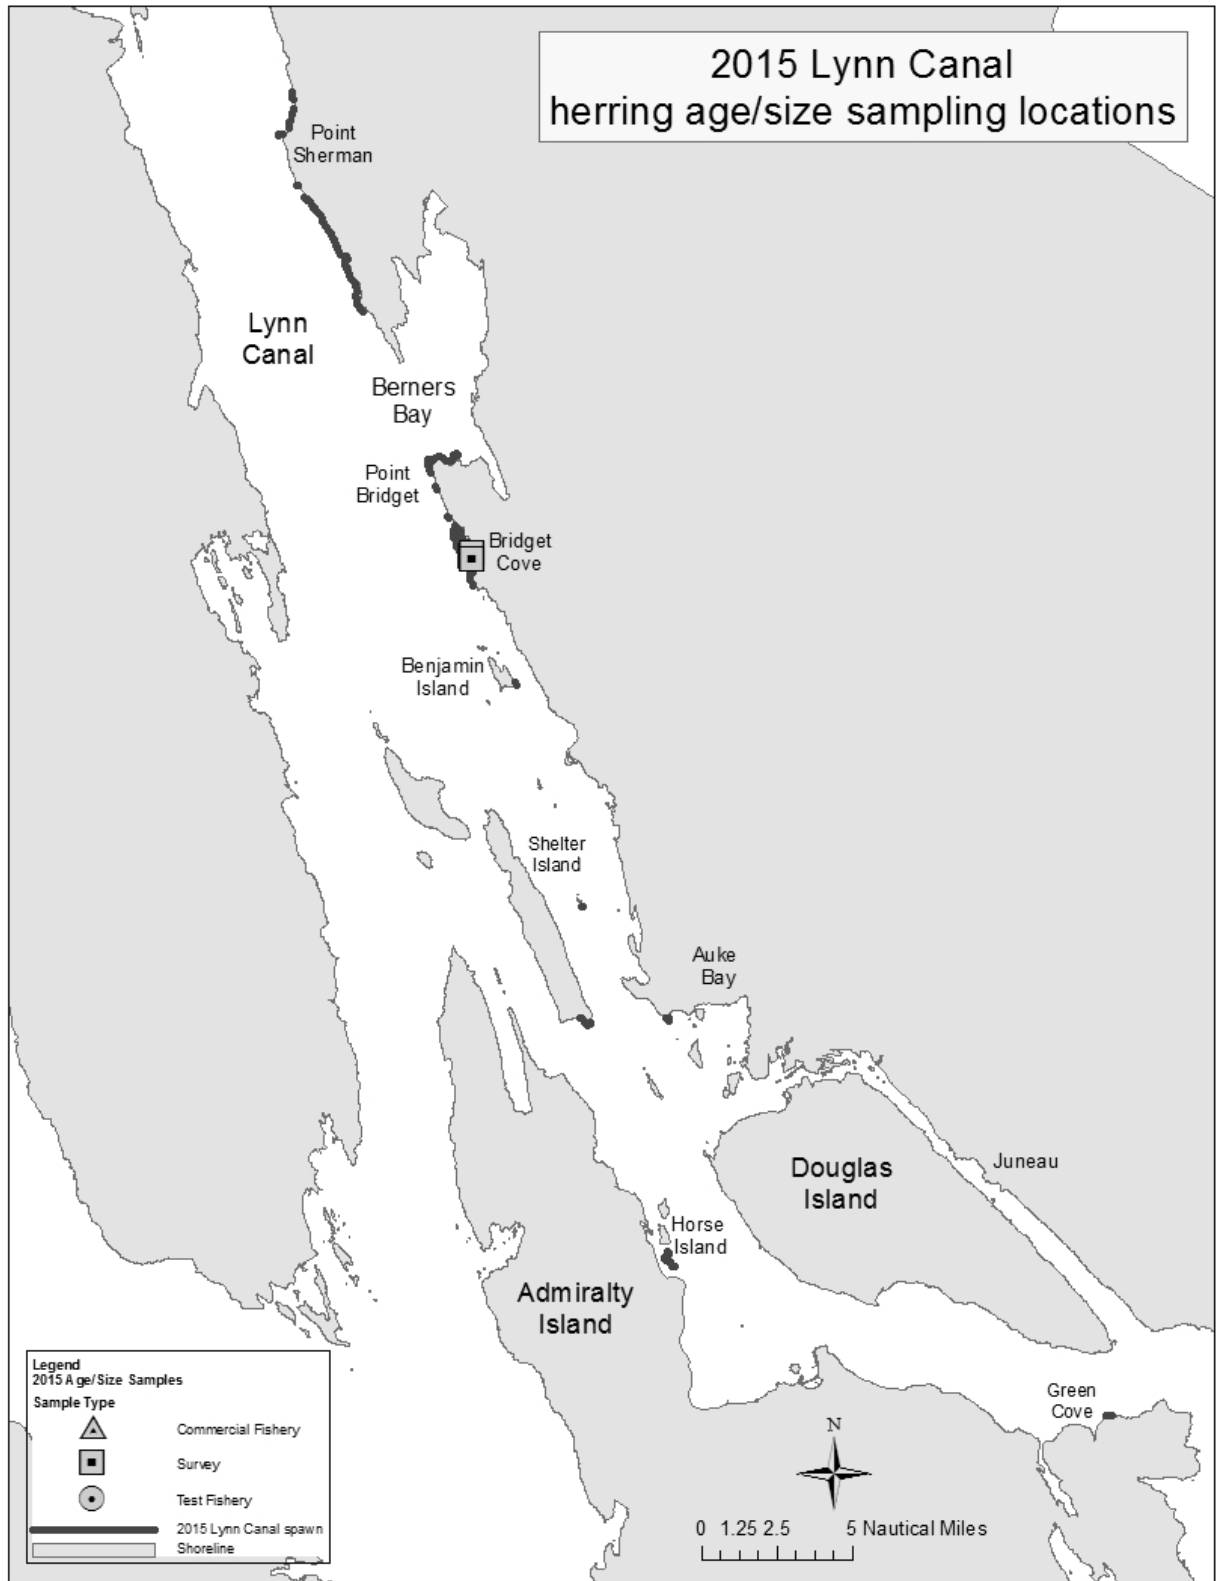 2015 Lynn Canal
herring age/size sampling locations
Point
Sherman
Lynn
Canal
Berners
Bay
Point
Bridget
Bridget
Cove
Benjamin
Island
Shelter
Island
Auke
Bay
Juneau
Douglas
Island
Horse
Island
Admiralty
Island
Green
Cove
Legend
2015 Age/Size Samples
Sample Type
Commercial Fishery
Survey
Test Fishery
2015 Lynn Canal spawn
Shoreline
N
0 1.25 2.5 5 Nautical Miles